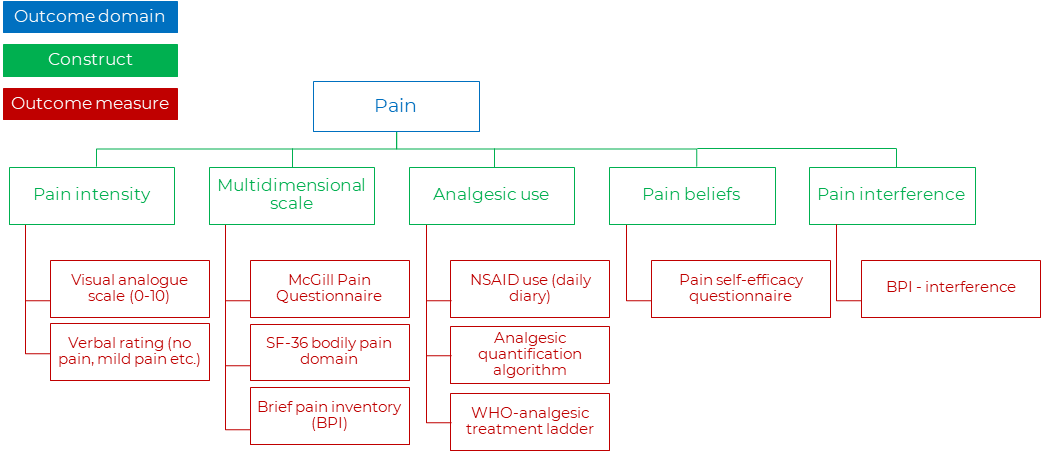 Outcome domain
Construct
Outcome measure
Pain
Pain intensity
Multidimensional
scale
Analgesic use
Pain beliefs
Pain interference
Visual analogue
scale (0-10)
Verbal rating (no
pain, mild pain etc.)
McGill Pain
Questionnaire
SF-36 bodily pain
domain
Brief pain inventory
(BPI)
NSAID use (daily
diary)
Analgesic
quantification
algorithm
WHO-analgesic
treatment ladder
Pain self-efficacy
questionnaire
BPI - interference